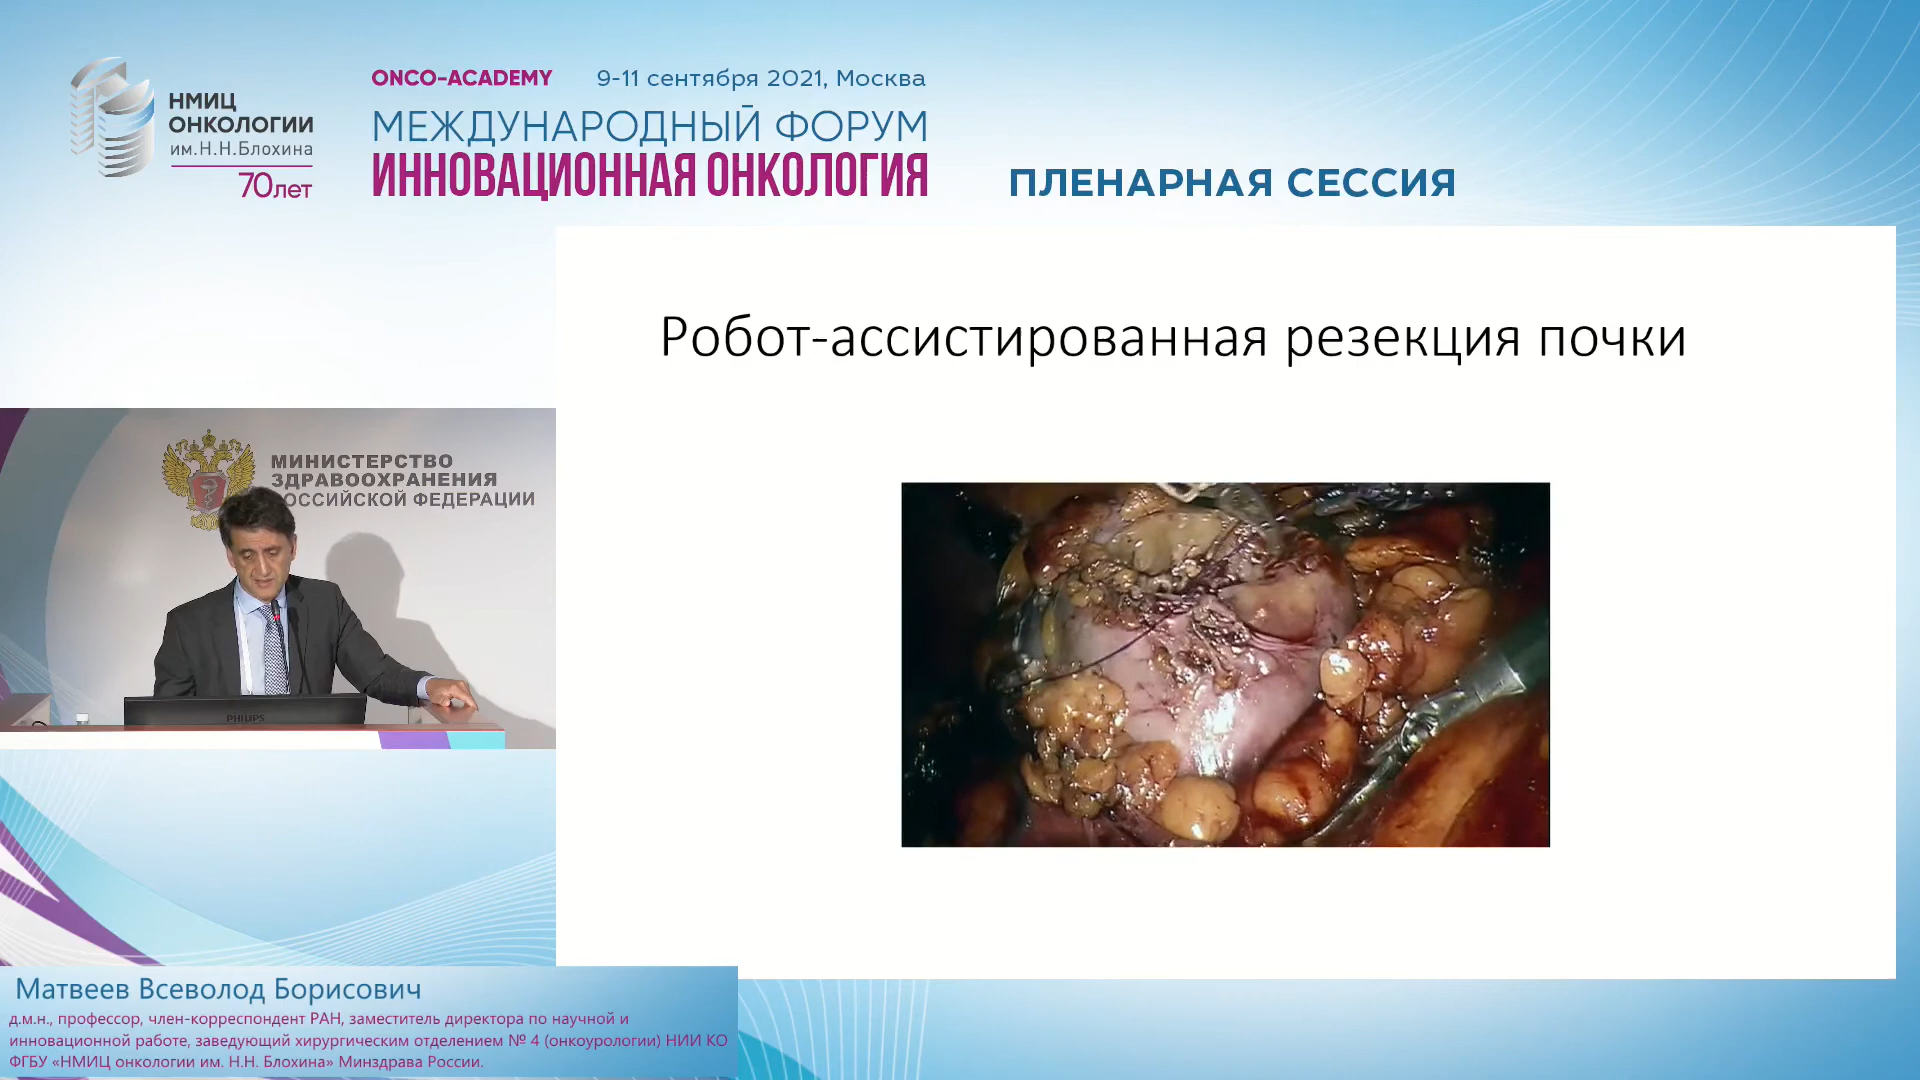 НМИЦ
ОНКОЛОГИИ
им.Н.Н.Блохина
70лет
ONCO-ACADEMY 9-11 сентября 2021, Москва
МЕЖДУНАРОДНЫЙ ФОРУМ
ИННОВАЦИОННАЯ ОНКОЛОГИЯ
ПЛЕНАРНАЯ СЕССИЯ
Робот-ассистированная резекция почки
МИНИСТЕРСТВО
ЗДРАВООХРАНЕНИЯ
РОССИЙСКОЙ ФЕДЕРАЦИИ
PHILIPS
Матвеев Всеволод Борисович
д.м.н., профессор, член-корреспондент РАН, заместитель директора по научной и
инновационной работе, заведующий хирургическим отделением № 4 (онкоурологии) НИИ КО
ФГБУ «НМИЦ онкологии им. Н.Н. Блохина» Минздрава России.